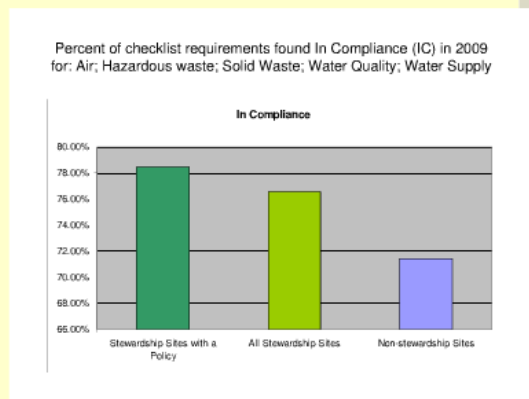 Percent of checklist requirements found In Compliance (IC) in 2009
for: Air; Hazardous waste; Solid Waste; Water Quality; Water Supply
In Compliance
80.00%
78.00%
76.00%
74.00%
72.00%
70.00%
68.00%
66.00%
Stewardship Sites with a
Policy
All Stewardship Sites
Non-stewardship Sites